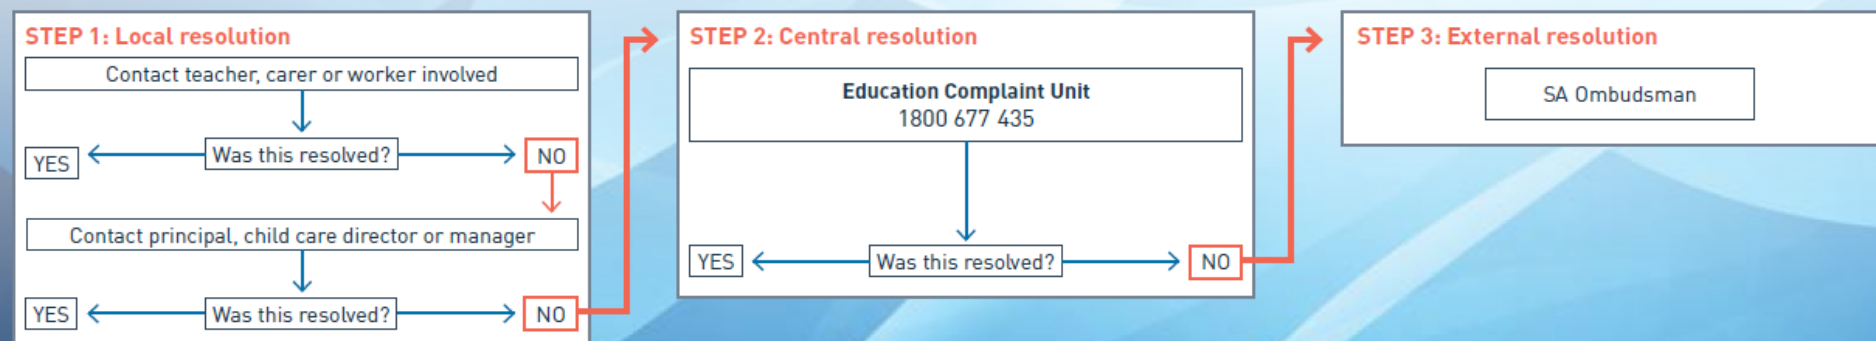 STEP 1: Local resolution
Contact teacher, carer or worker involved
YES
Was this resolved?
NO
Contact principal, child care director or manager
YES
Was this resolved?
NO
STEP 2: Central resolution
Education Complaint Unit
1800 677 435
YES
Was this resolved?
NO
STEP 3: External resolution
SA Ombudsman